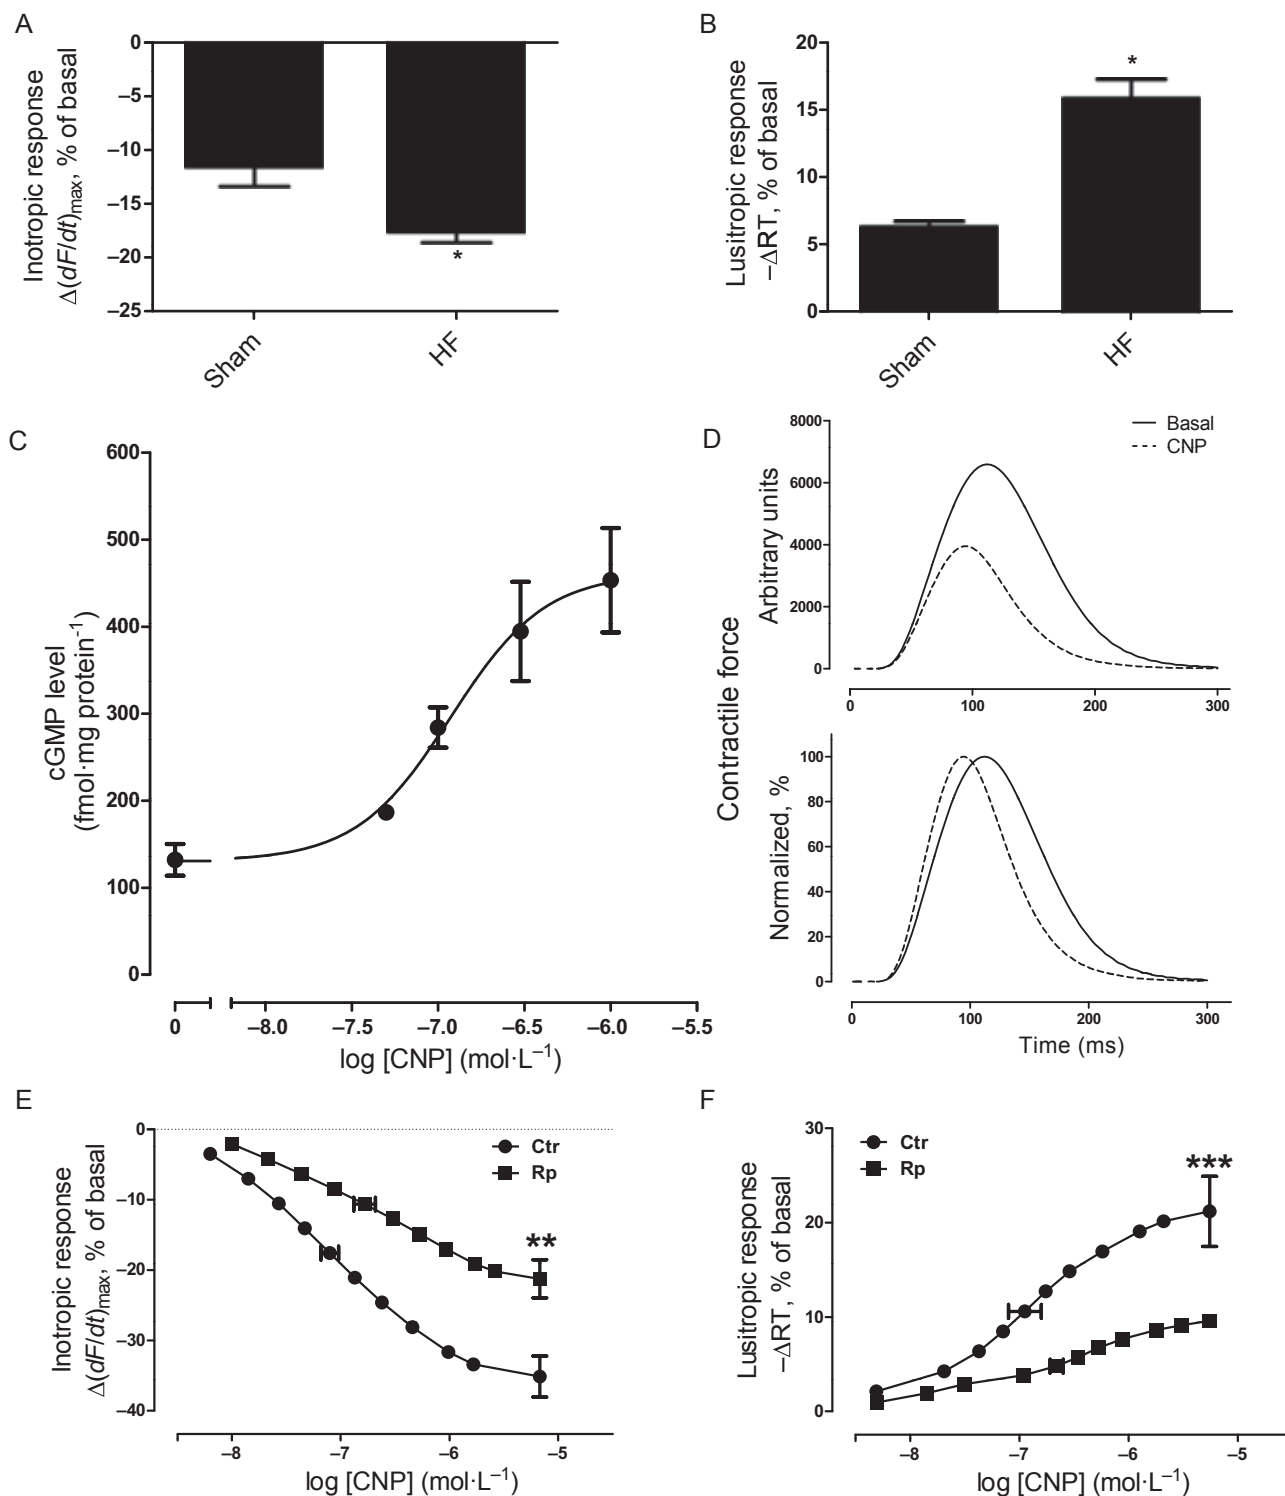 A
Inotropic response
Δ(dF/dt)max, % of basal
0
–5
–10
–15
–20
–25
*
Sham
HF
B
Lusitropic response
–ΔRT, % of basal
20
15
10
5
0
*
Sham
HF
C
cGMP level
(fmol·mg protein–1)
600
500
400
300
200
100
0
0
–8.0
–7.5
–7.0
–6.5
–6.0
–5.5
log [CNP] (mol·L–1)
D
Contractile force
Arbitrary units
8000
6000
4000
2000
0
Basal
CNP
0
100
200
300
Normalized, %
100
80
60
40
20
0
0
100
200
300
Time (ms)
E
Inotropic response
Δ(dF/dt)max, % of basal
0
–10
–20
–30
–40
Ctr
Rp
**
–8
–7
–6
–5
log [CNP] (mol·L–1)
F
Lusitropic response
–ΔRT, % of basal
30
20
10
0
Ctr
Rp
***
–8
–7
–6
–5
log [CNP] (mol·L–1)